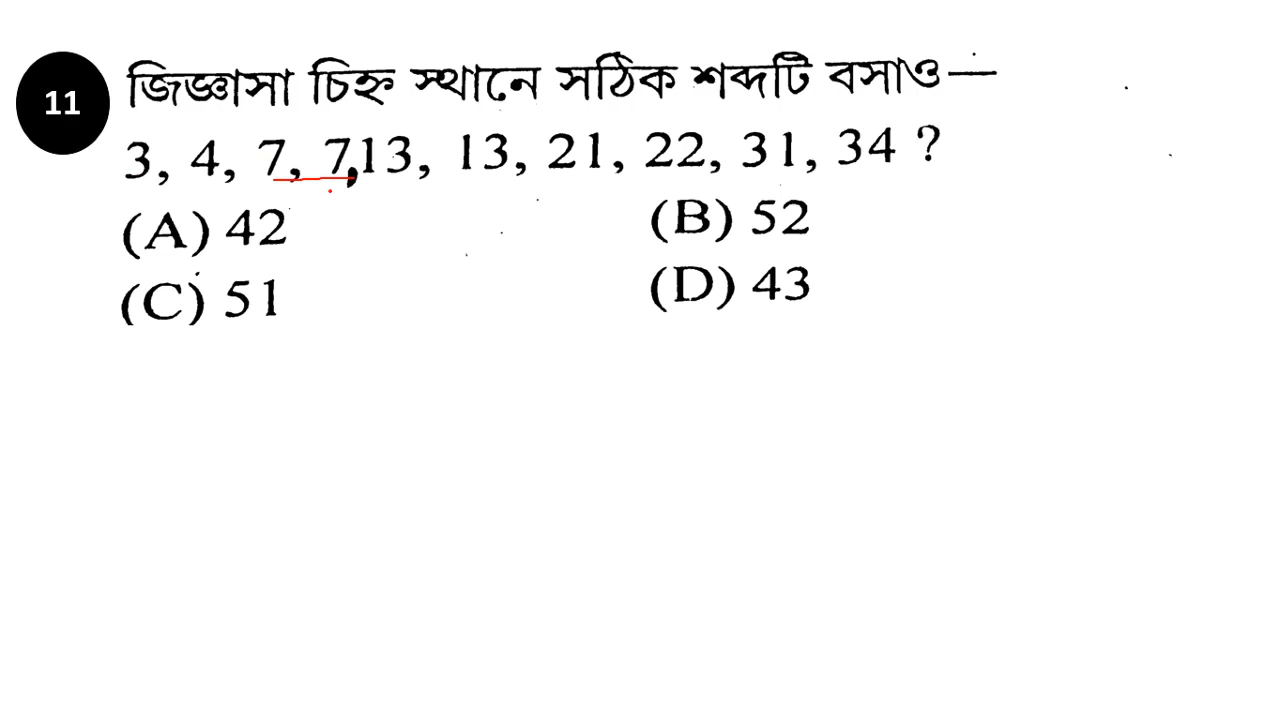 11 জিজ্ঞাসা চিহ্ন স্থানে সঠিক শব্দটি বসাও—
3, 4, 7, 7,13, 13, 21, 22, 31, 34 ?
(A) 42 (B) 52
(C) 51 (D) 43